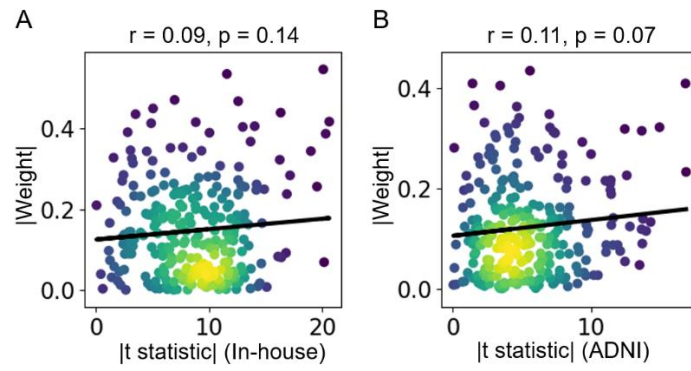 A
r = 0.09, p = 0.14
|Weight|
0.4
0.2
0.0
0
10
20
|t statistic| (In-house)
B
r = 0.11, p = 0.07
|Weight|
0.4
0.2
0.0
0
10
|t statistic| (ADNI)